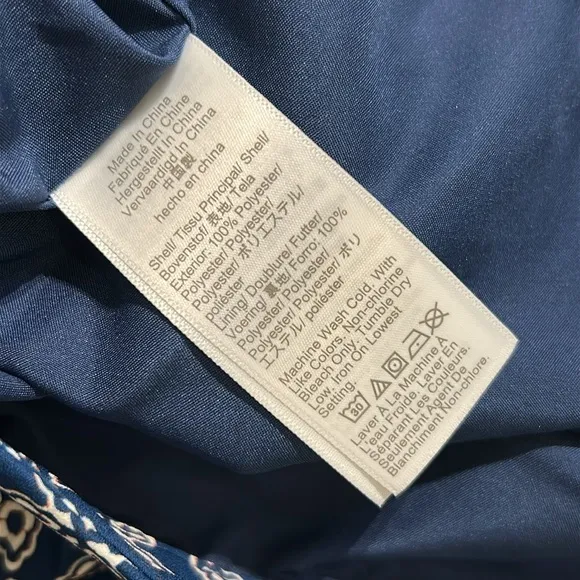 Made In China
Fabriqué En Chine
Hergestellt In China
Vervaardigd In China
中国製
hecho en china
Shell/ Tissu Principal/ Shell/
Bovenstof/ 表地/ Tela
Exterior: 100% Polyester/
Polyester/ Polyester/
Polyester/ ポリエステル/
poliéster
Lining/ Doublure/ Futter/
Voering/ 裏地/ Forro: 100%
Polyester/ Polyester/
Polyester/ Polyester/ ポリ
エステル/ poliéster
Machine Wash Cold, With
Like Colors. Non-chlorine
Bleach Only. Tumble Dry
Low. Iron On Lowest
Setting.
30
Laver À La Machine À
L'eau Froide. Laver En
Séparant Les Couleurs.
Seulement Agent De
Blanchiment Non-chlore.